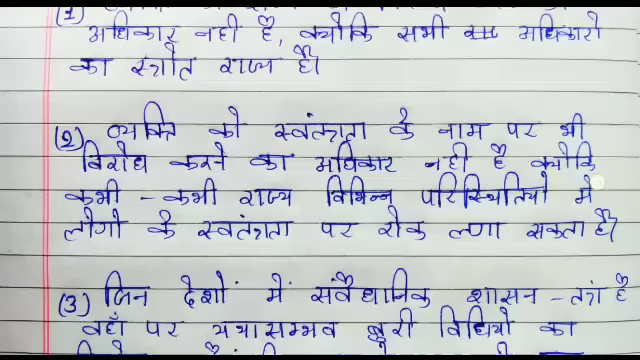 (1)
अधिकार नही है, क्योकि सभी अधिकारो
का स्त्रोत राज्य है।
(2) व्यक्ति को स्वतंत्रता के नाम पर भी
विरोध करने का अधिकार नही है क्योकि
कभी - कभी राज्य विभिन्न परिस्थितियो मे
लोगो के स्वतंत्रता पर रोक लगा सकता है।
(3) जिन देशों में संवैधानिक शासन - तंत्र है
वहाँ पर यथासम्भव बुरी विधियो का